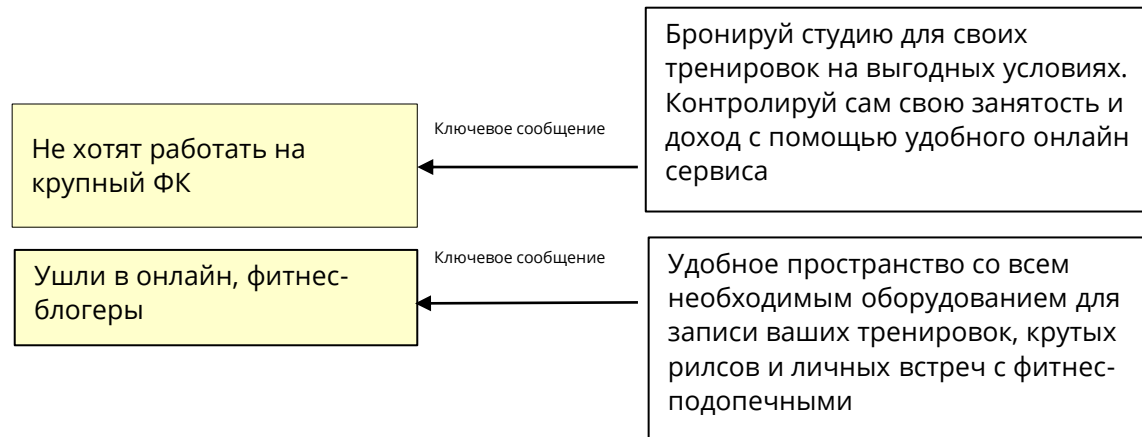 Бронируй студию для своих
тренировок на выгодных условиях.
Контролируй сам свою занятость и
доход с помощью удобного онлайн
сервиса
Ключевое сообщение
Не хотят работать на
крупный ФК
Ключевое сообщение
Ушли в онлайн, фитнес-
блогеры
Удобное пространство со всем
необходимым оборудованием для
записи ваших тренировок, крутых
рилсов и личных встреч с фитнес-
подопечными